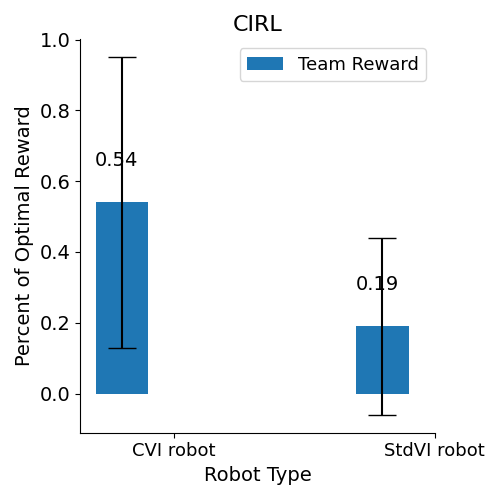 CIRL
Team Reward
Percent of Optimal Reward
1.0
0.8
0.6
0.4
0.2
0.0
0.54
0.19
CVI robot
StdVI robot
Robot Type